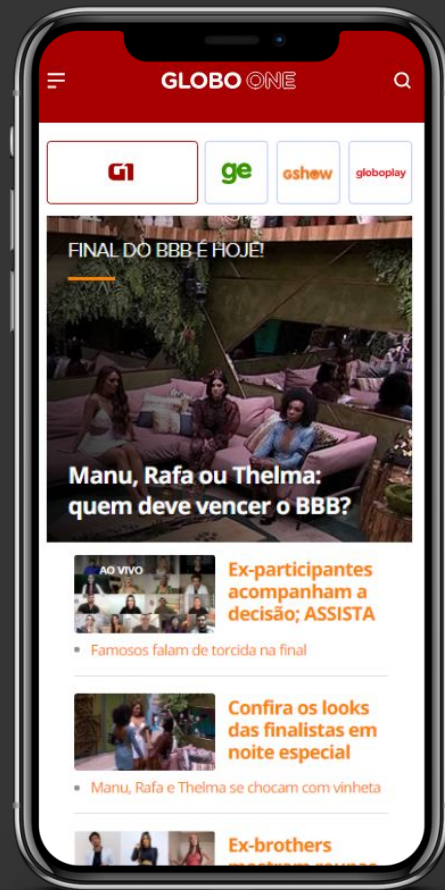 GLOBO ONE
G1
ge
Gshow
globoplay
FINAL DO BBB É HOJE!
Manu, Rafa ou Thelma:
quem deve vencer o BBB?
AO VIVO
Ex-participantes
acompanham a
decisão; ASSISTA
Famosos falam de torcida na final
Confira os looks
das finalistas em
noite especial
Manu, Rafa e Thelma se chocam com vinheta
Ex-brothers
mostram roupas